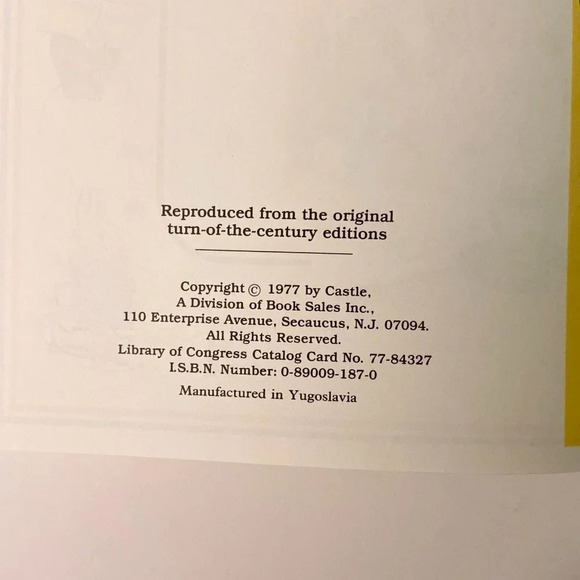 Reproduced from the original
turn-of-the-century editions
Copyright © 1977 by Castle,
A Division of Book Sales Inc.,
110 Enterprise Avenue, Secaucus, N.J. 07094.
All Rights Reserved.
Library of Congress Catalog Card No. 77-84327
I.S.B.N. Number: 0-89009-187-0
Manufactured in Yugoslavia